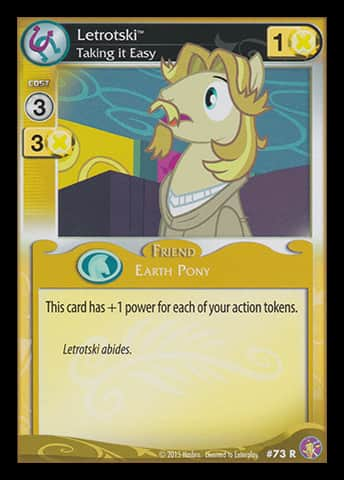 Letrotski™
Taking it Easy
1
COST
3
3
FRIEND
EARTH PONY
This card has +1 power for each of your action tokens.
Letrotski abides.
© 2015 Hasbro. Licensed to Enterplay.
#73 R